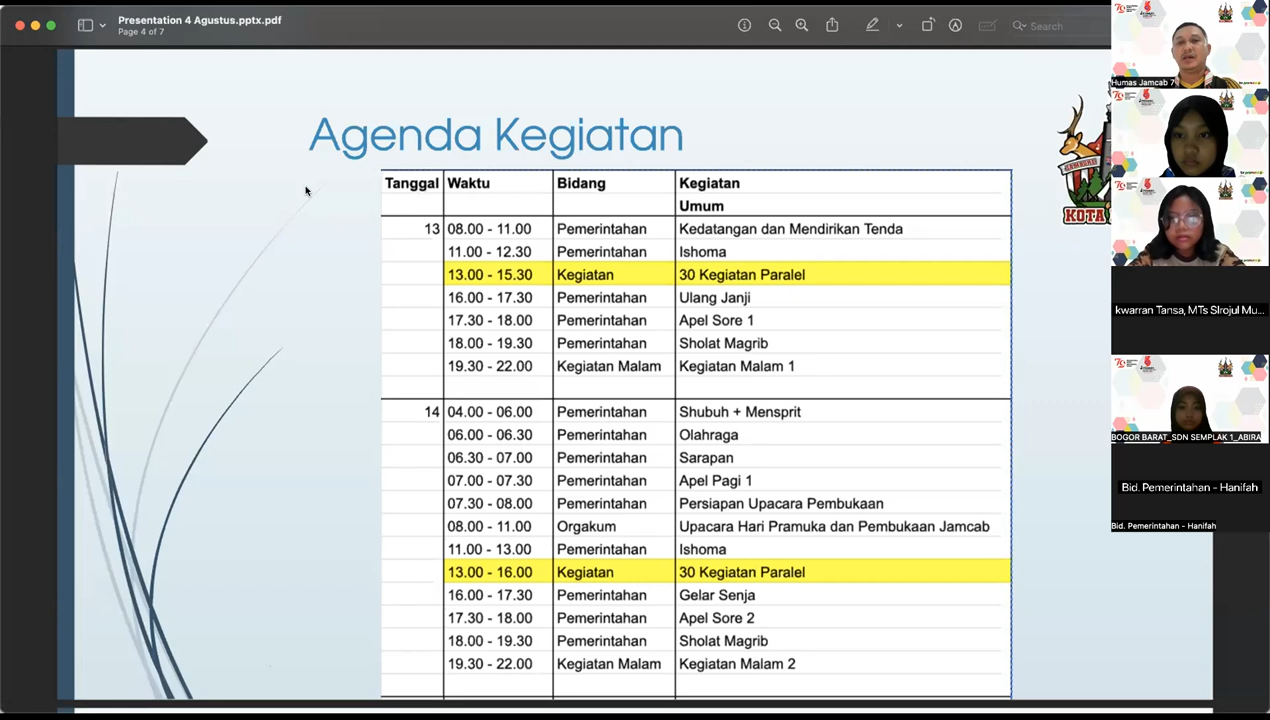 Presentation 4 Agustus.pptx.pdf
Page 4 of 7
Search
Agenda Kegiatan
Tanggal Waktu Bidang Kegiatan
Umum
13 08.00 - 11.00 Pemerintahan Kedatangan dan Mendirikan Tenda
11.00 - 12.30 Pemerintahan Ishoma
13.00 - 15.30 Kegiatan 30 Kegiatan Paralel
16.00 - 17.30 Pemerintahan Ulang Janji
17.30 - 18.00 Pemerintahan Apel Sore 1
18.00 - 19.30 Pemerintahan Sholat Magrib
19.30 - 22.00 Kegiatan Malam Kegiatan Malam 1
14 04.00 - 06.00 Pemerintahan Shubuh + Mensprit
06.00 - 06.30 Pemerintahan Olahraga
06.30 - 07.00 Pemerintahan Sarapan
07.00 - 07.30 Pemerintahan Apel Pagi 1
07.30 - 08.00 Pemerintahan Persiapan Upacara Pembukaan
08.00 - 11.00 Orgakum Upacara Hari Pramuka dan Pembukaan Jamcab
11.00 - 13.00 Pemerintahan Ishoma
13.00 - 16.00 Kegiatan 30 Kegiatan Paralel
16.00 - 17.30 Pemerintahan Gelar Senja
17.30 - 18.00 Pemerintahan Apel Sore 2
18.00 - 19.30 Pemerintahan Sholat Magrib
19.30 - 22.00 Kegiatan Malam Kegiatan Malam 2
KOTA
Humas Jamcab 7
kwarran Tansa, MTs SIrojul Mu...
BOGOR BARAT_SDN SEMPLAK 1_ABIRA
Bid. Pemerintahan - Hanifah
Bid. Pemerintahan - Hanifah